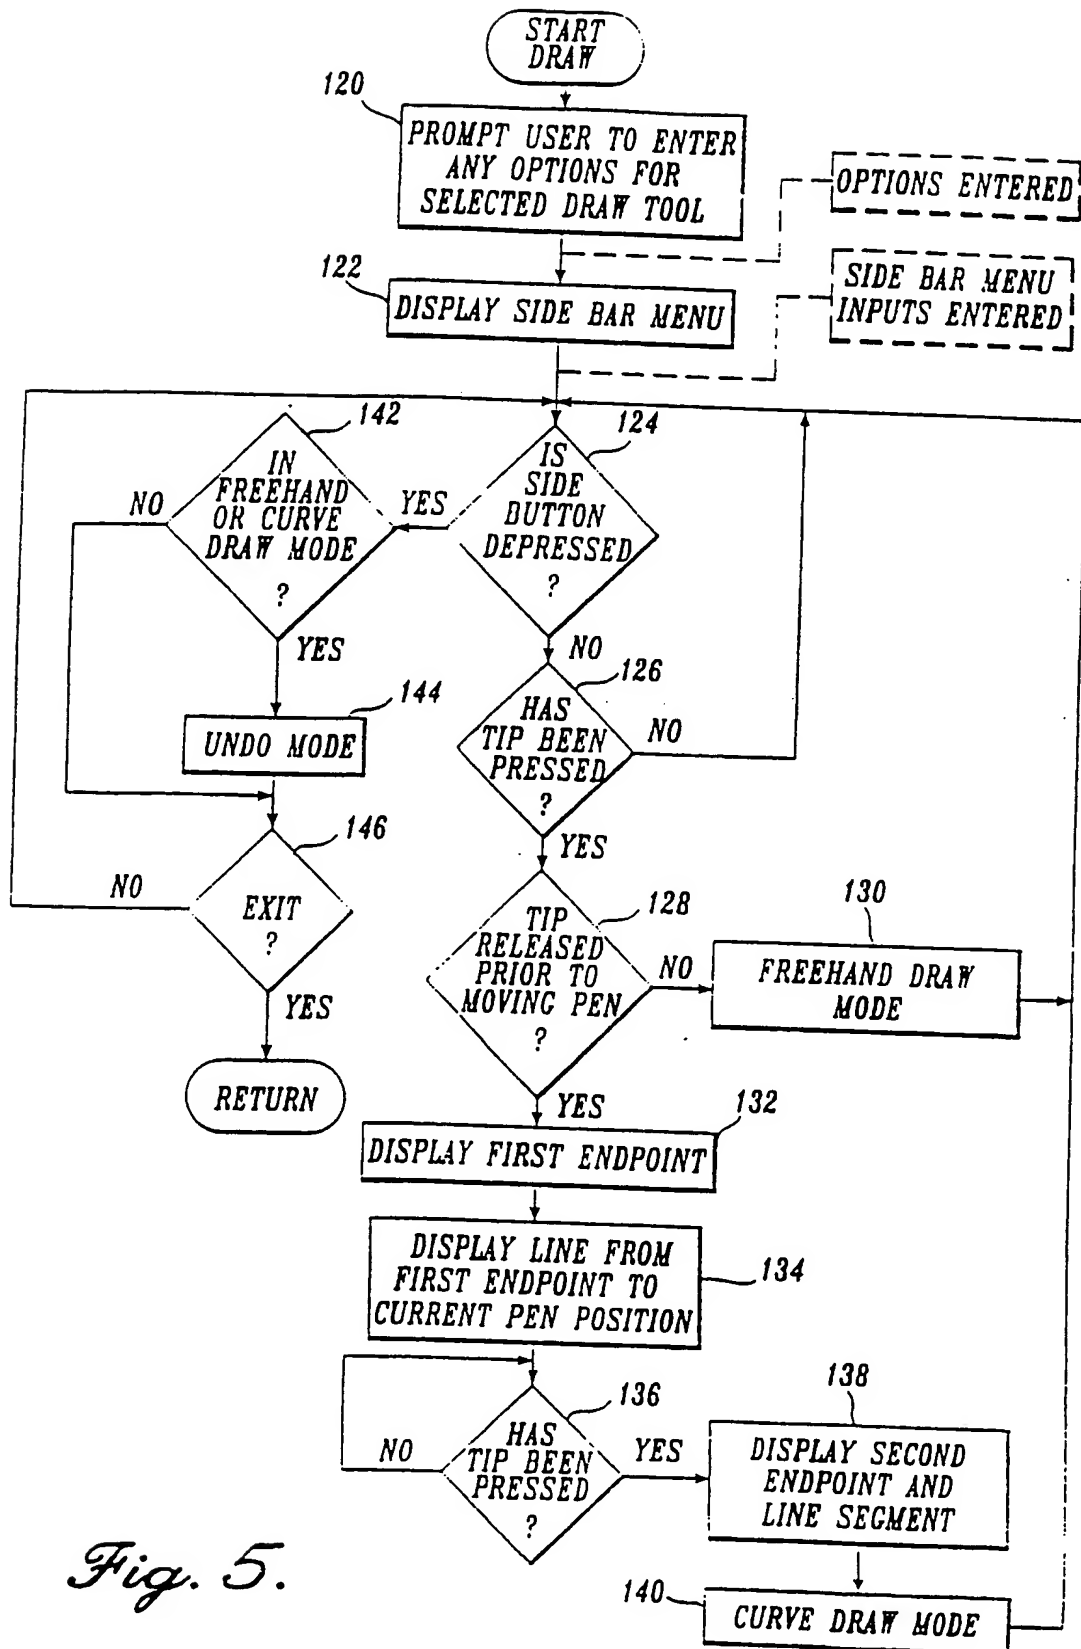 START
DRAW
120
PROMPT USER TO ENTER
ANY OPTIONS FOR
SELECTED DRAW TOOL
OPTIONS ENTERED
122
DISPLAY SIDE BAR MENU
SIDE BAR MENU
INPUTS ENTERED
142
IN
FREEHAND
OR CURVE
DRAW MODE
?
NO
YES
124
IS
SIDE
BUTTON
DEPRESSED
?
YES
NO
144
UNDO MODE
126
HAS
TIP BEEN
PRESSED
?
NO
YES
146
EXIT
?
NO
YES
RETURN
128
TIP
RELEASED
PRIOR TO
MOVING PEN
?
NO
130
FREEHAND DRAW
MODE
YES
132
DISPLAY FIRST ENDPOINT
DISPLAY LINE FROM
FIRST ENDPOINT TO
CURRENT PEN POSITION
134
136
HAS
TIP BEEN
PRESSED
?
NO
YES
138
DISPLAY SECOND
ENDPOINT AND
LINE SEGMENT
140
CURVE DRAW MODE
Fig. 5.